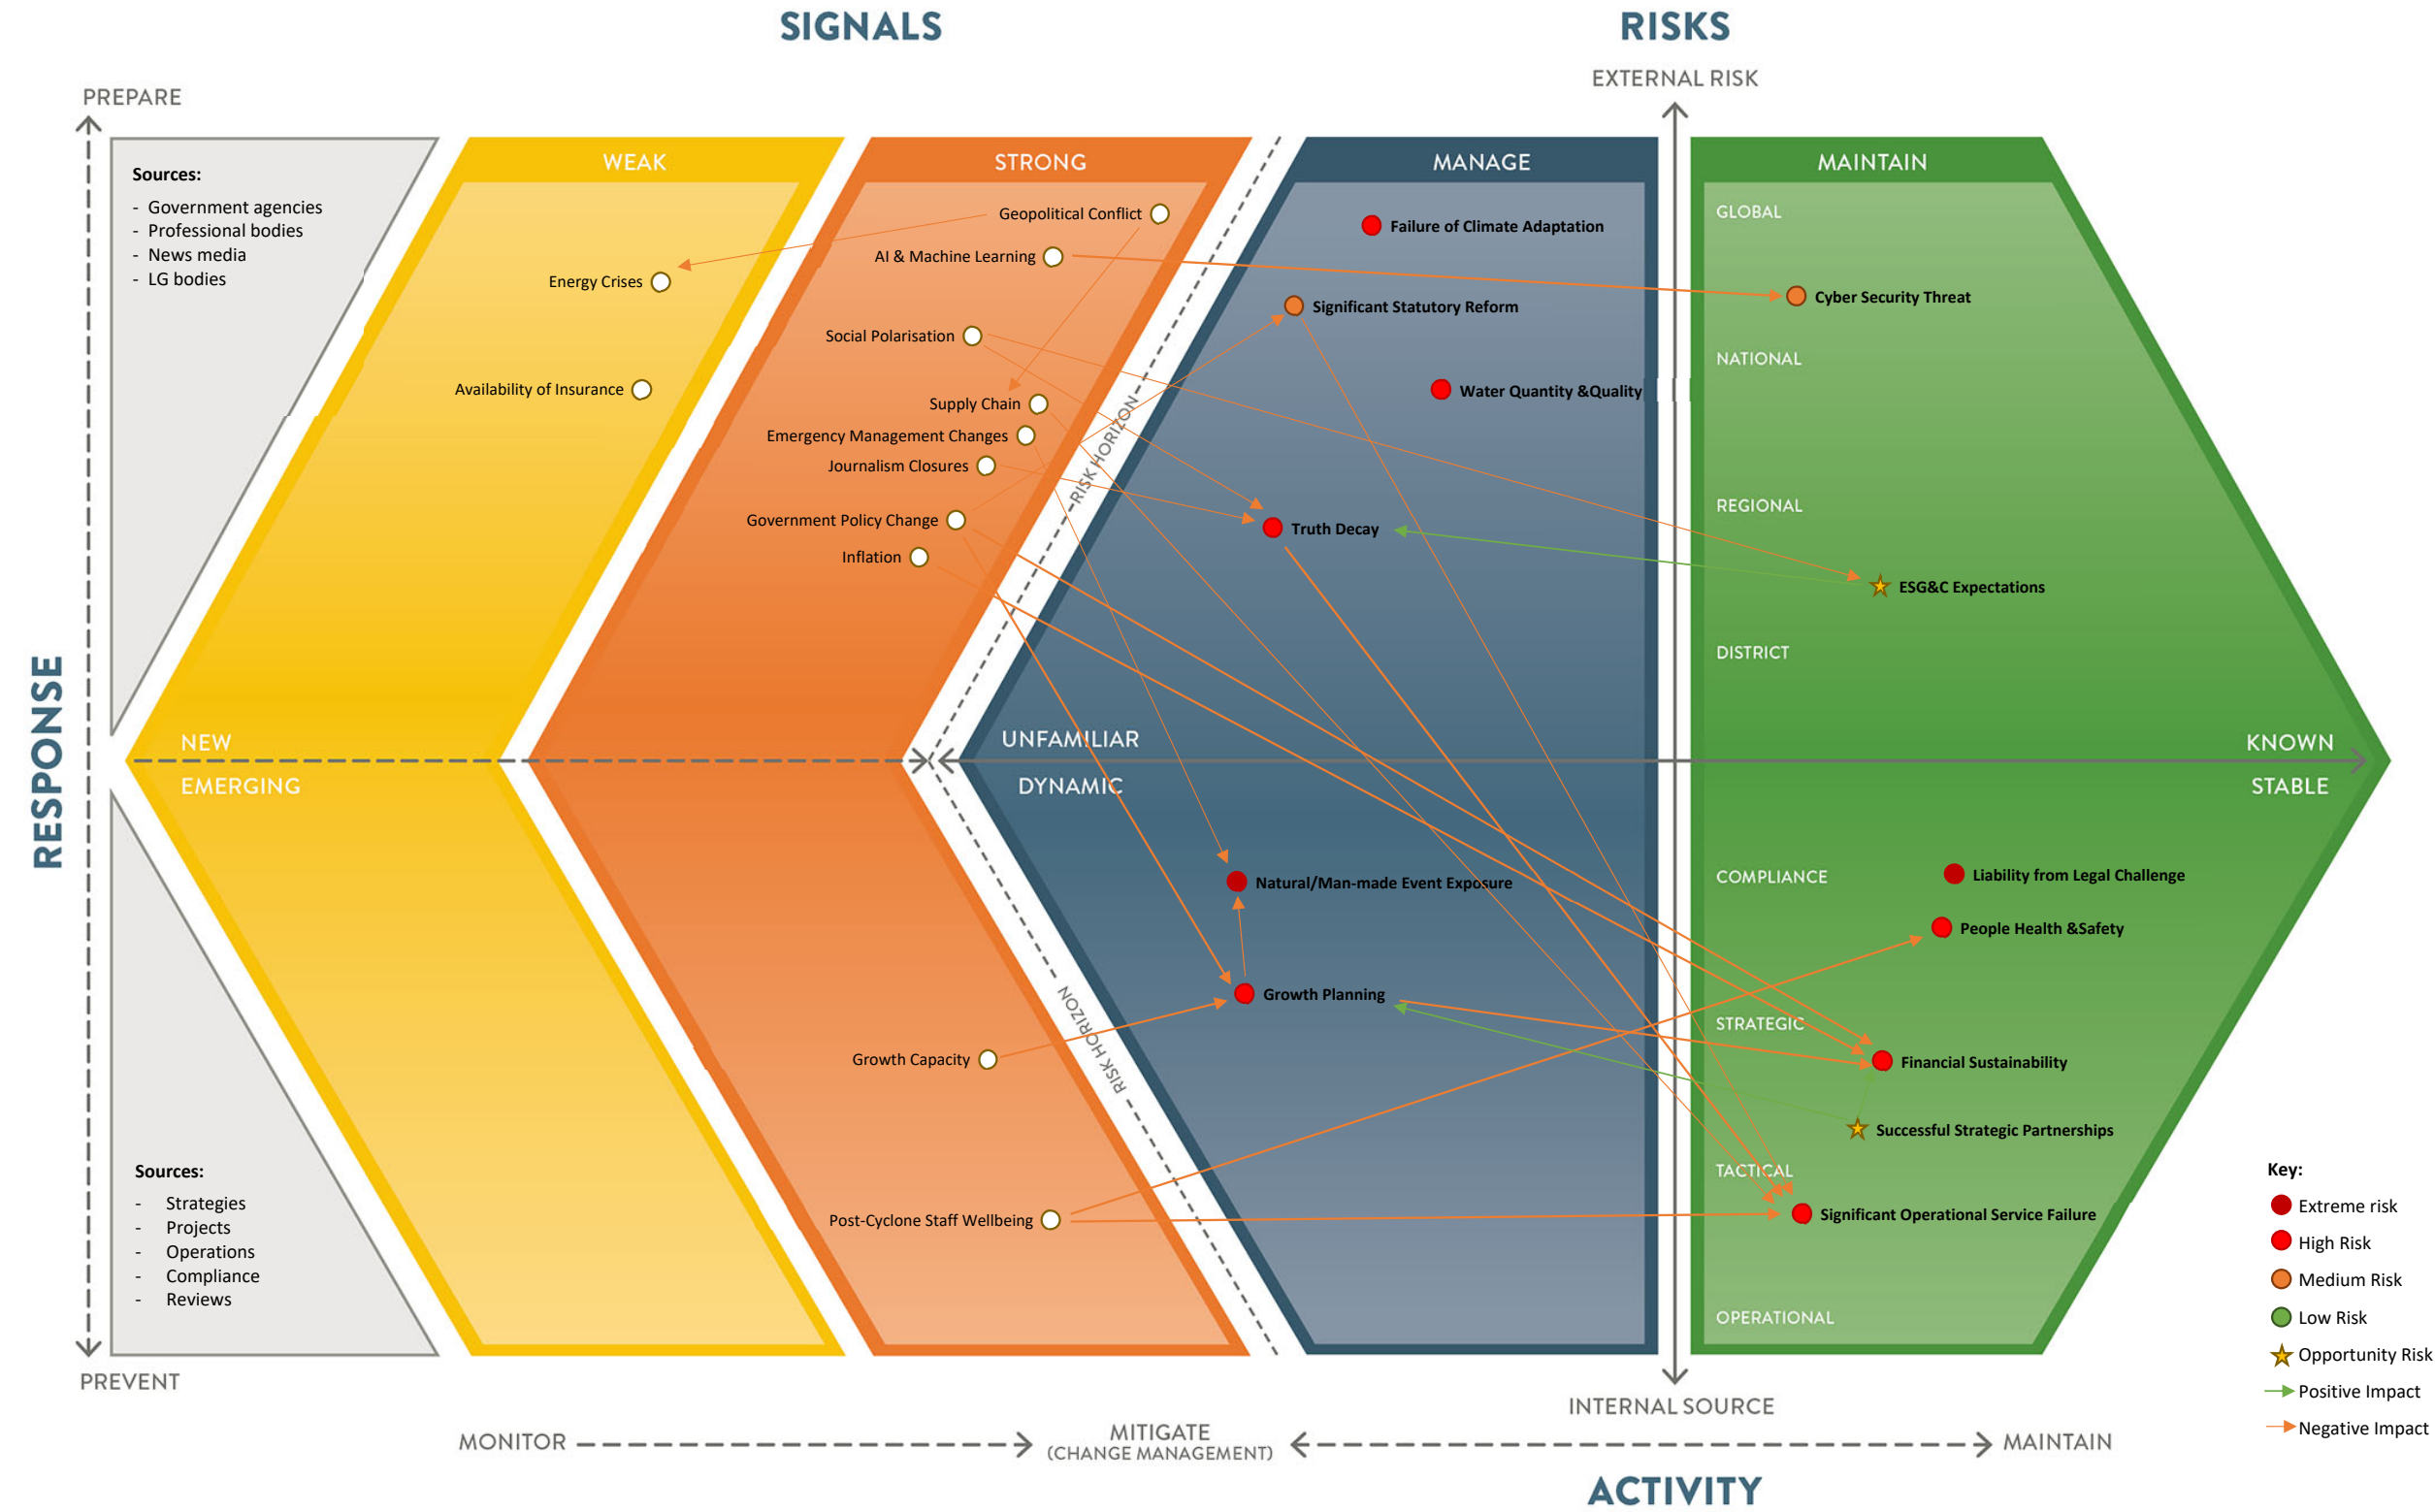 SIGNALS
RISKS
PREPARE
EXTERNAL RISK
Sources:
- Government agencies
- Professional bodies
- News media
- LG bodies
WEAK
Energy Crises
Availability of Insurance
STRONG
Geopolitical Conflict
AI & Machine Learning
Social Polarisation
Supply Chain
Emergency Management Changes
Journalism Closures
Government Policy Change
Inflation
RISK HORIZON
MANAGE
Failure of Climate Adaptation
Significant Statutory Reform
Water Quantity &Quality
Truth Decay
MAINTAIN
GLOBAL
Cyber Security Threat
NATIONAL
REGIONAL
ESG&C Expectations
DISTRICT
RESPONSE
NEW
EMERGING
UNFAMILIAR
DYNAMIC
KNOWN
STABLE
Growth Capacity
Post-Cyclone Staff Wellbeing
RISK HORIZON
Natural/Man-made Event Exposure
Growth Planning
COMPLIANCE
Liability from Legal Challenge
People Health &Safety
STRATEGIC
Financial Sustainability
Successful Strategic Partnerships
TACTICAL
Significant Operational Service Failure
OPERATIONAL
Sources:
- Strategies
- Projects
- Operations
- Compliance
- Reviews
Key:
Extreme risk
High Risk
Medium Risk
Low Risk
Opportunity Risk
Positive Impact
Negative Impact
PREVENT
INTERNAL SOURCE
MONITOR
MITIGATE
(CHANGE MANAGEMENT)
MAINTAIN
ACTIVITY